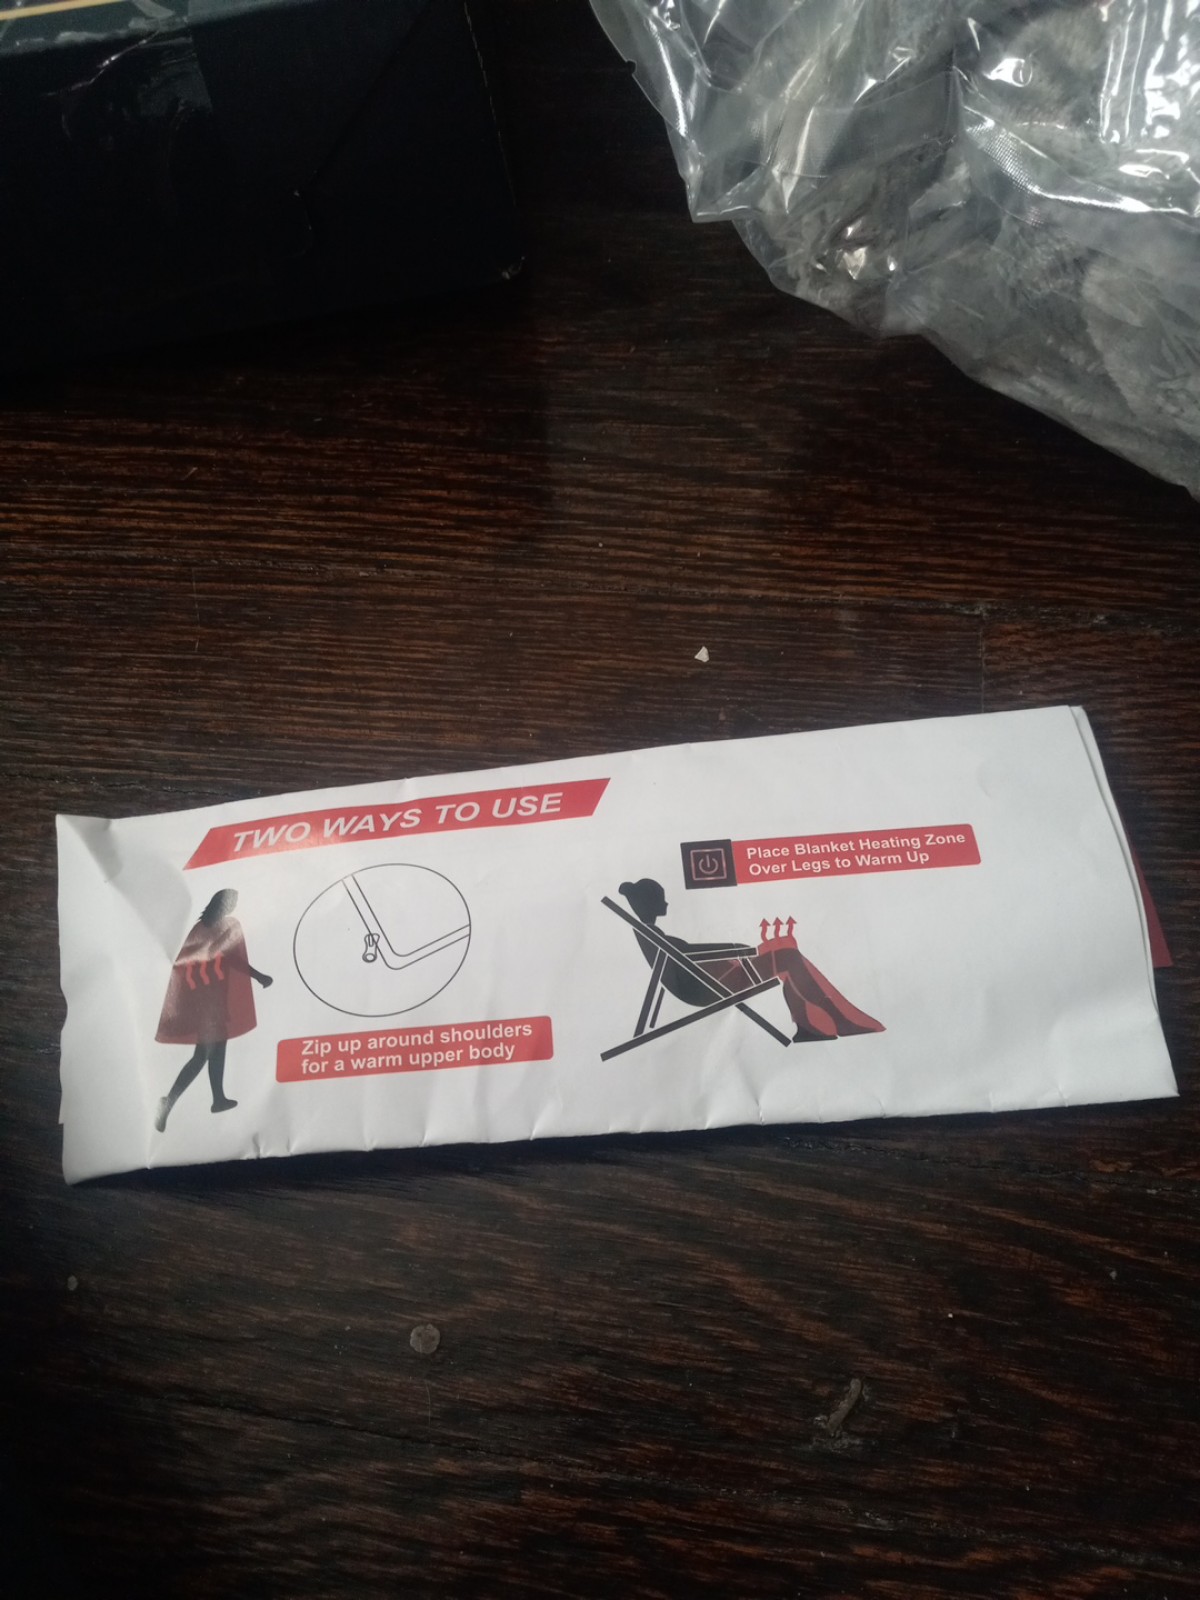 TWO WAYS TO USE
Place Blanket Heating Zone
Over Legs to Warm Up
Zip up around shoulders
for a warm upper body